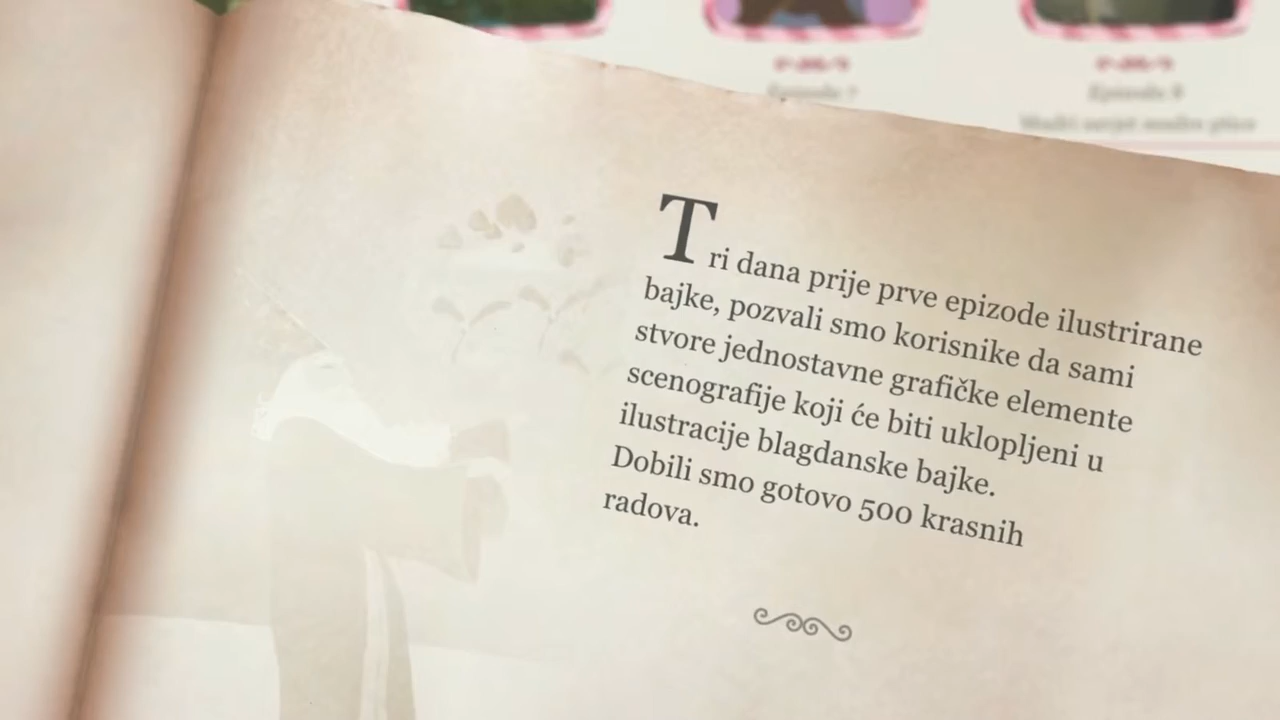 Tri dana prije prve epizode ilustrirane
bajke, pozvali smo korisnike da sami
stvore jednostavne grafičke elemente
scenografije koji će biti uklopljeni u
ilustracije blagdanske bajke.
Dobili smo gotovo 500 krasnih
radova.